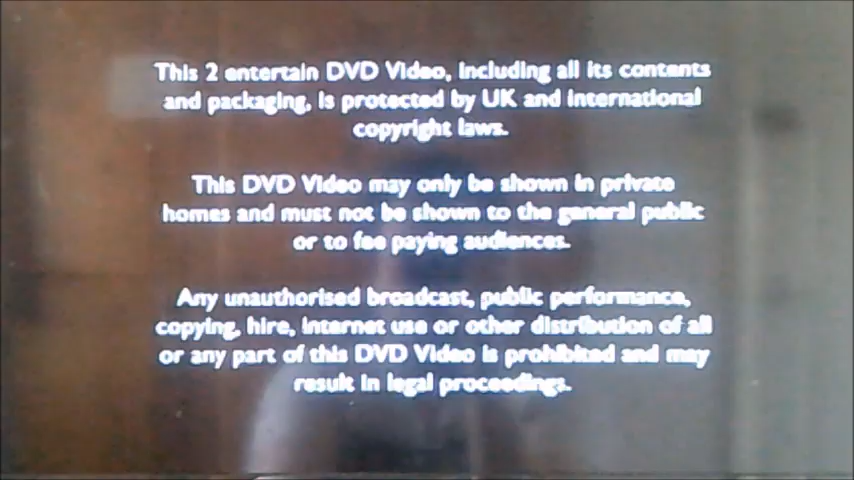 This 2 entertain DVD Video, including all its contents
and packaging, is protected by UK and international
copyright laws.
This DVD Video may only be shown in private
homes and must not be shown to the general public
or to fee paying audiences.
Any unauthorised broadcast, public performance,
copying, hire, internet use or other distribution of all
or any part of this DVD Video is prohibited and may
result in legal proceedings.